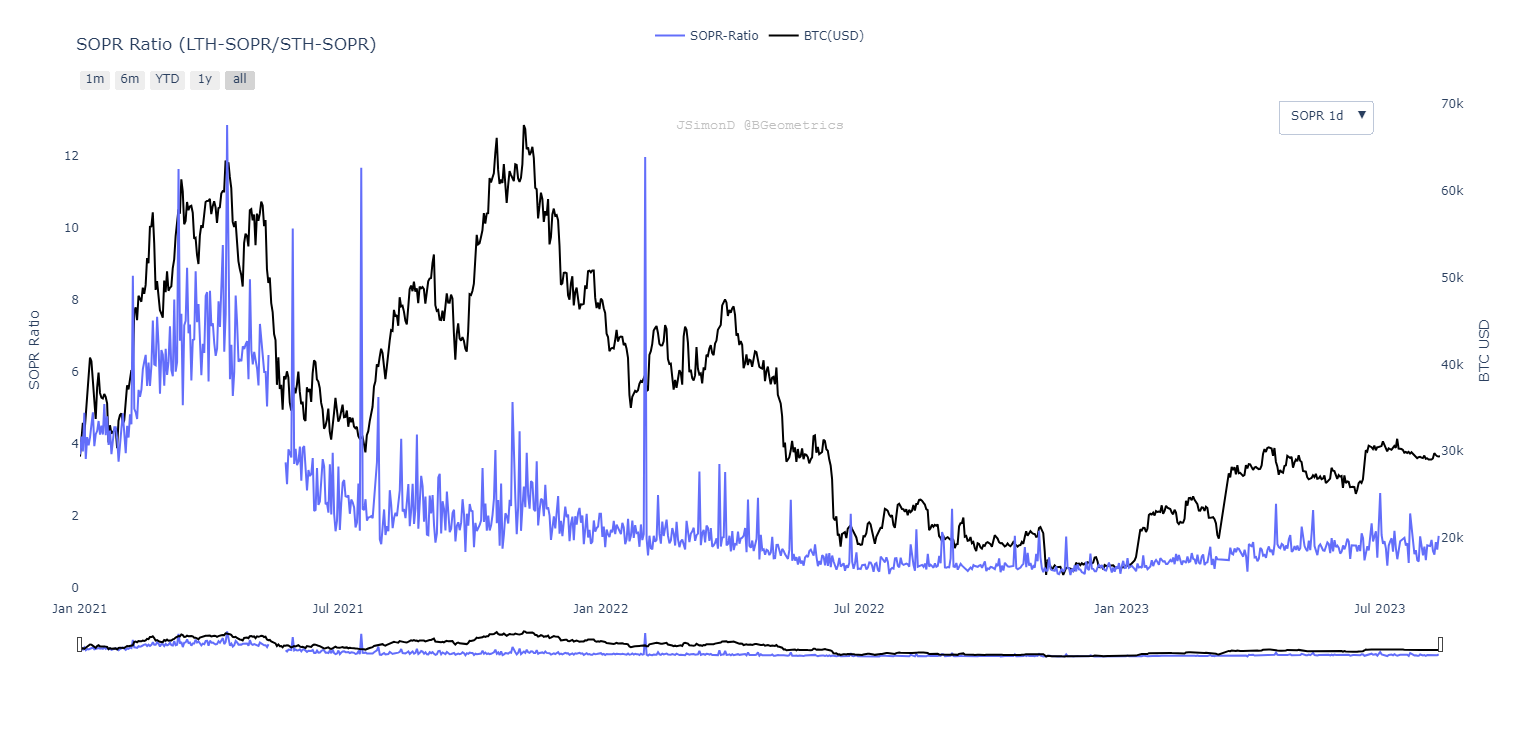 SOPR Ratio (LTH-SOPR/STH-SOPR)
SOPR-Ratio
BTC(USD)
1m
6m
YTD
1y
all
JSimonD @BGeometrics
SOPR 1d ▼
SOPR Ratio
12
10
8
6
4
2
0
70k
60k
50k
40k
30k
20k
BTC USD
Jan 2021
Jul 2021
Jan 2022
Jul 2022
Jan 2023
Jul 2023